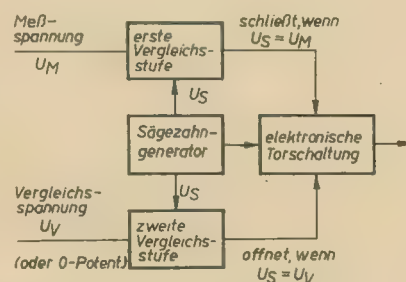 Meß-
spannung
U_M
erste
Vergleichs-
stufe
schließt, wenn
U_S = U_M
U_S
Sägezahn-
generator
elektronische
Torschaltung
U_S
Vergleichs-
spannung
U_V
(oder 0-Potent.)
zweite
Vergleichs-
stufe
offnet, wenn
U_S = U_V